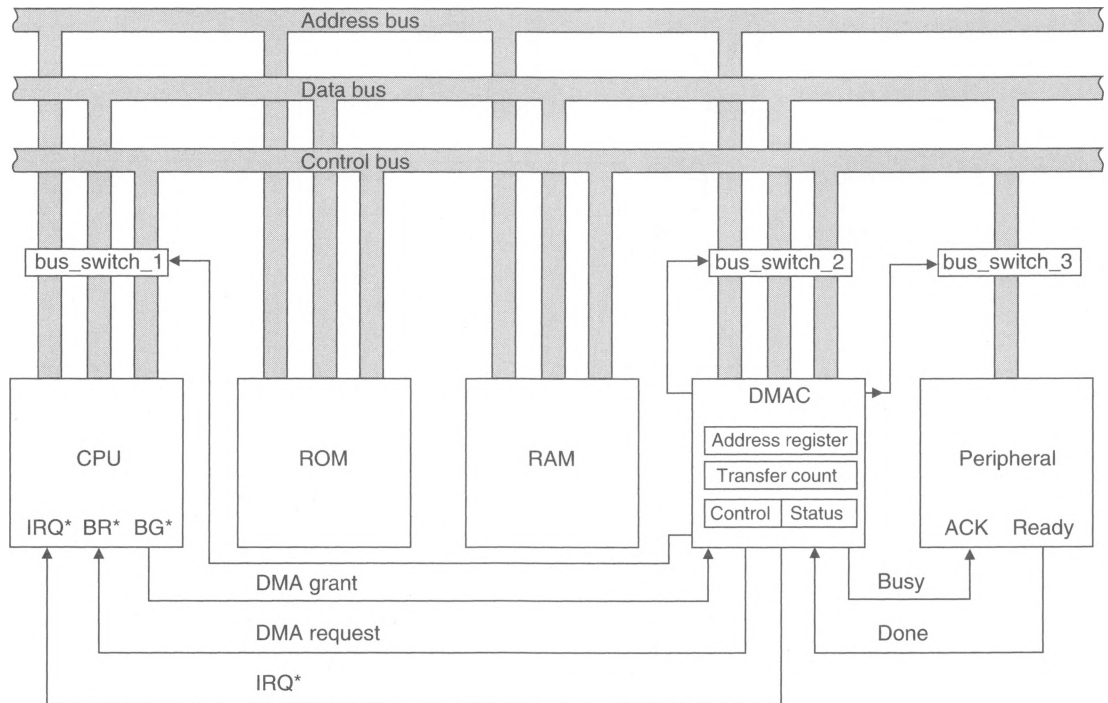 Address bus
Data bus
Control bus
bus_switch_1
bus_switch_2
bus_switch_3
CPU
IRQ* BR* BG*
ROM
RAM
DMAC
Address register
Transfer count
Control Status
Peripheral
ACK Ready
DMA grant
Busy
DMA request
Done
IRQ*